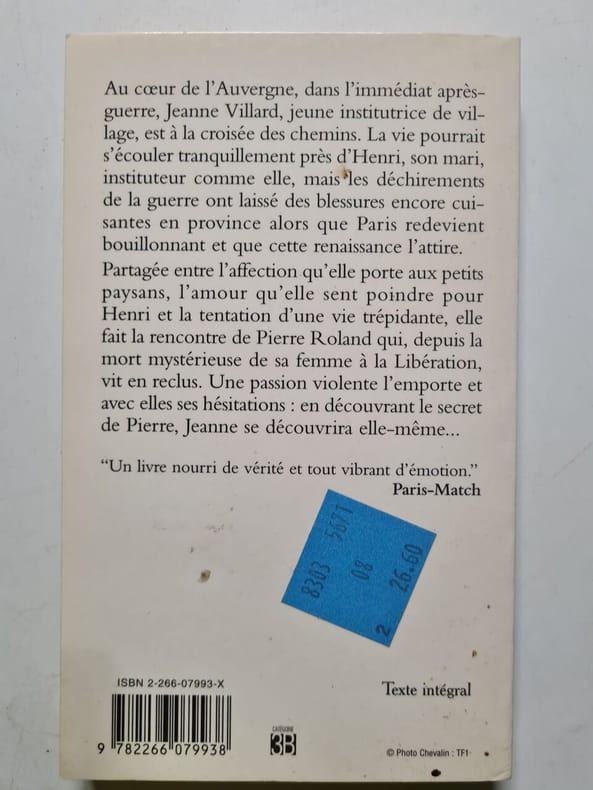 Au cœur de l'Auvergne, dans l'immédiat après-
guerre, Jeanne Villard, jeune institutrice de vil-
lage, est à la croisée des chemins. La vie pourrait
s'écouler tranquillement près d'Henri, son mari,
instituteur comme elle, mais les déchirements
de la guerre ont laissé des blessures encore cui-
santes en province alors que Paris redevient
bouillonnant et que cette renaissance l'attire.
Partagée entre l'affection qu'elle porte aux petits
paysans, l'amour qu'elle sent poindre pour
Henri et la tentation d'une vie trépidante, elle
fait la rencontre de Pierre Roland qui, depuis la
mort mystérieuse de sa femme à la Libération,
vit en reclus. Une passion violente l'emporte et
avec elles ses hésitations : en découvrant le secret
de Pierre, Jeanne se découvrira elle-même...
“Un livre nourri de vérité et tout vibrant d'émotion.”
Paris-Match
8303 5671
08
2 26.60
ISBN 2-266-07993-X
Texte intégral
9 782266 079938
CATÉGORIE
3B
© Photo Chevalin : TF1